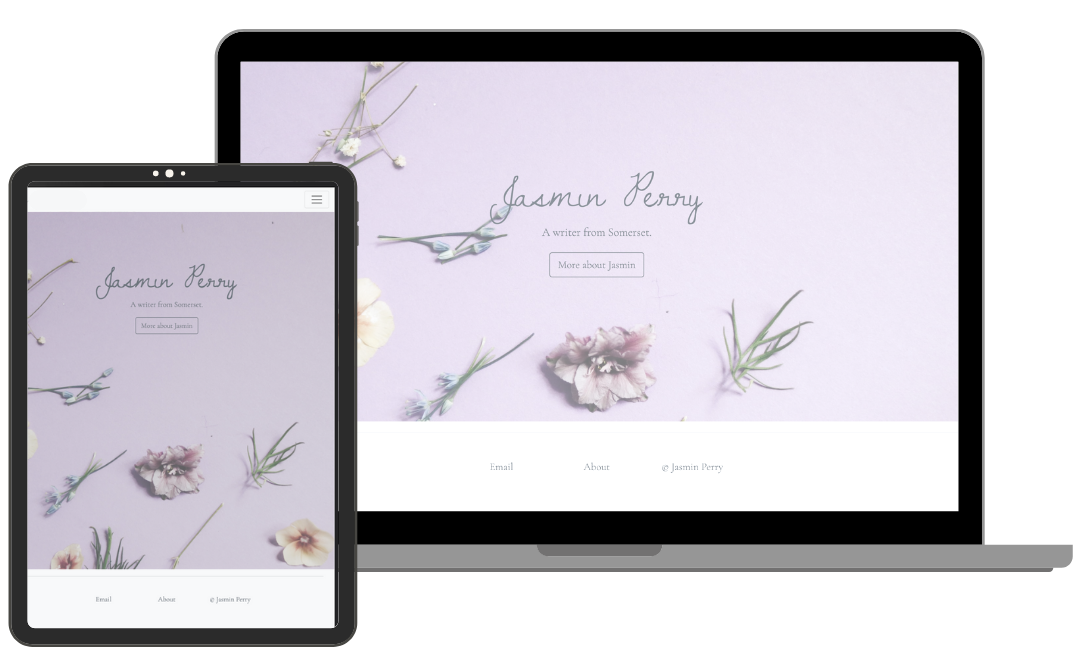 Jasmin Perry
A writer from Somerset.
More about Jasmin
Email About © Jasmin Perry
Jasmin Perry
A writer from Somerset.
More about Jasmin
Email About © Jasmin Perry